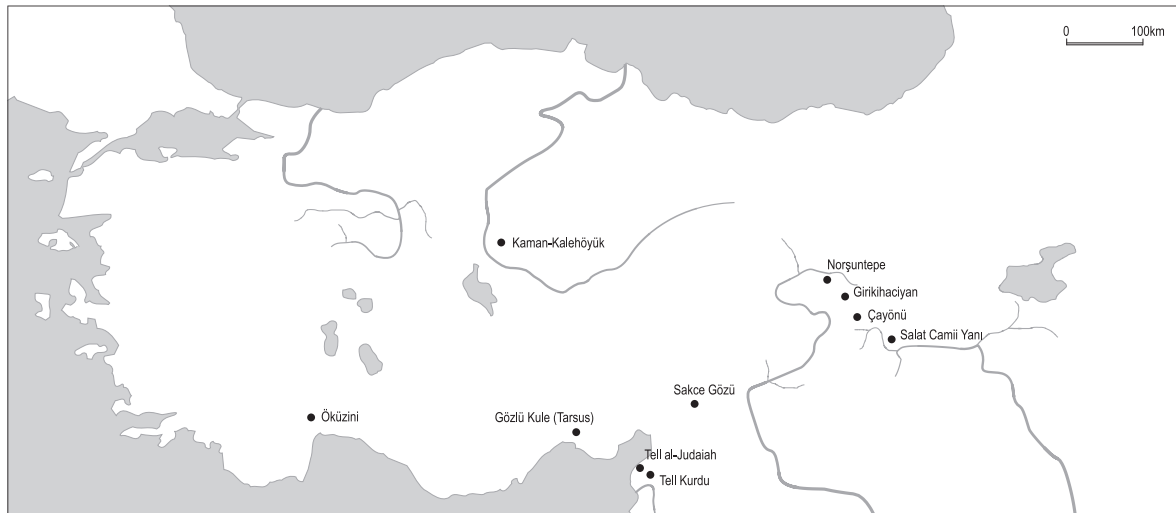 0 100km
Kaman-Kalehöyük
Norşuntepe
Girikihaciyan
Çayönü
Salat Camii Yanı
Sakce Gözü
Öküzini
Gözlü Kule (Tarsus)
Tell al-Judaiah
Tell Kurdu